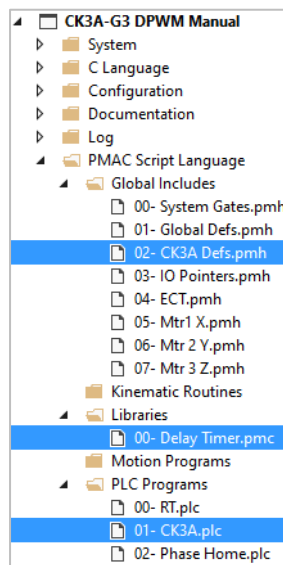 CK3A-G3 DPWM Manual
System
C Language
Configuration
Documentation
Log
PMAC Script Language
Global Includes
00- System Gates.pmh
01- Global Defs.pmh
02- CK3A Defs.pmh
03- IO Pointers.pmh
04- ECT.pmh
05- Mtr1 X.pmh
06- Mtr 2 Y.pmh
07- Mtr 3 Z.pmh
Kinematic Routines
Libraries
00- Delay Timer.pmc
Motion Programs
PLC Programs
00- RT.plc
01- CK3A.plc
02- Phase Home.plc